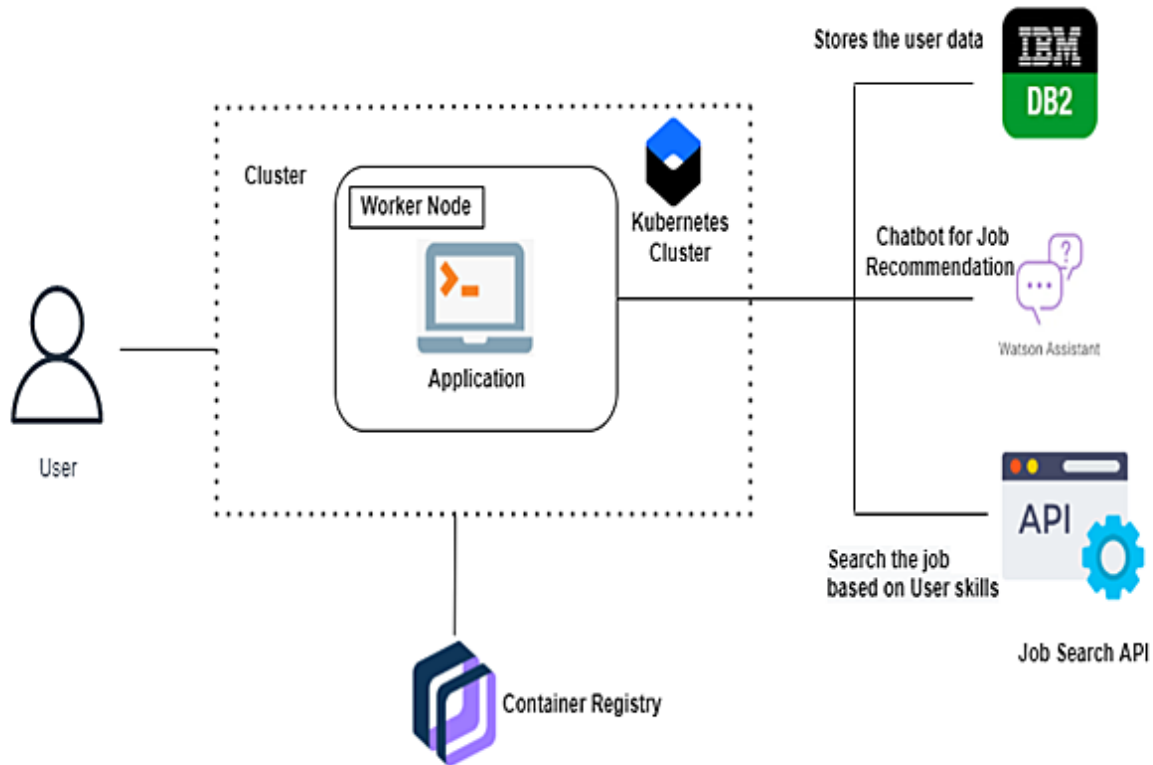 Stores the user data
IBM
DB2
Cluster
Worker Node
Kubernetes
Cluster
Application
Chatbot for Job
Recommendation
?
Watson Assistant
User
API
Search the job
based on User skills
Job Search API
Container Registry